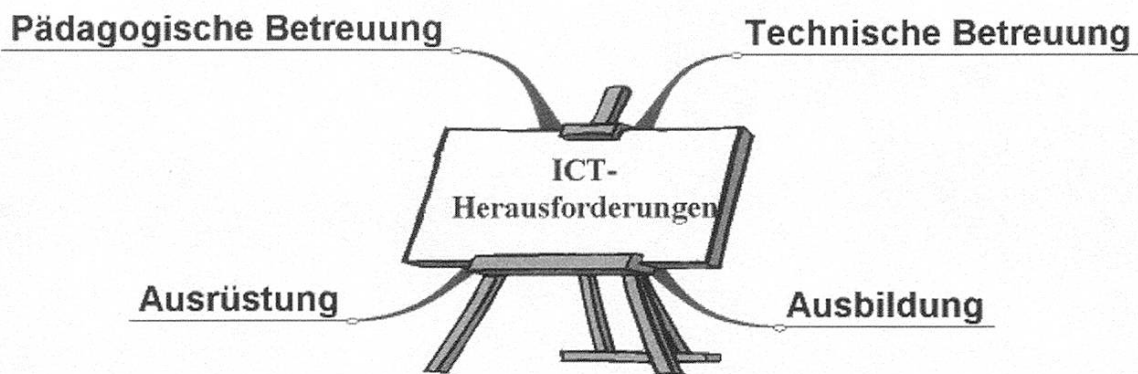 Pädagogische Betreuung
Technische Betreuung
ICT-
Herausforderungen
Ausrüstung
Ausbildung